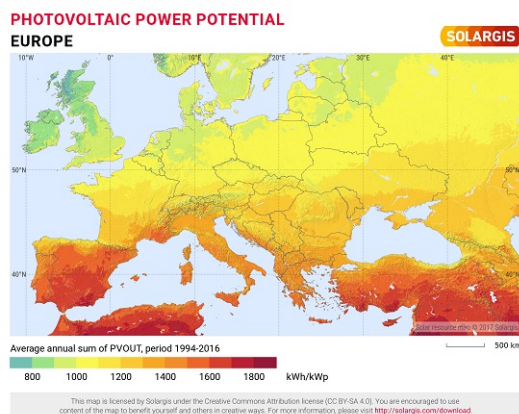 PHOTOVOLTAIC POWER POTENTIAL
EUROPE
SOLARGIS
10°W 0° 10°E 20°E 30°E 40°E
50°N 50°N
40°N 40°N
Solar resource map © 2017 Solargis
Average annual sum of PVOUT, period 1994-2016
500 km
800 1000 1200 1400 1600 1800 kWh/kWp
This map is licensed by Solargis under the Creative Commons Attribution license (CC BY-SA 4.0). You are encouraged to use
content of the map to benefit yourself and others in creative ways. For more information, please visit http://solargis.com/download.